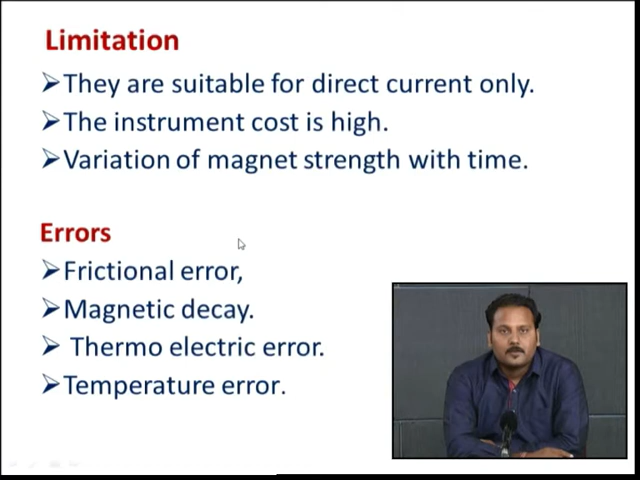 Limitation
➢They are suitable for direct current only.
➢The instrument cost is high.
➢Variation of magnet strength with time.
Errors
➢Frictional error,
➢Magnetic decay.
➢ Thermo electric error.
➢Temperature error.